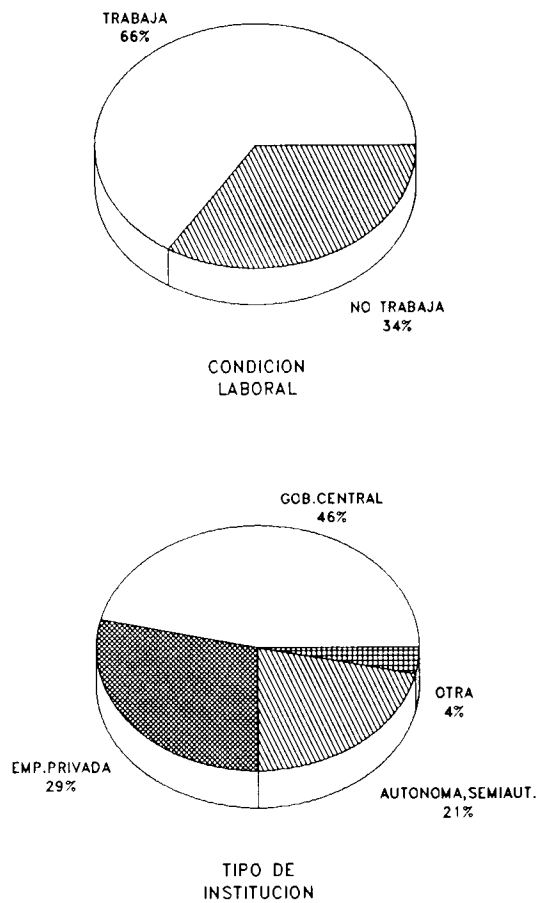 TRABAJA
66%
NO TRABAJA
34%
CONDICION
LABORAL
GOB.CENTRAL
46%
OTRA
4%
EMP.PRIVADA
29%
AUTONOMA,SEMIAUT.
21%
TIPO DE
INSTITUCION